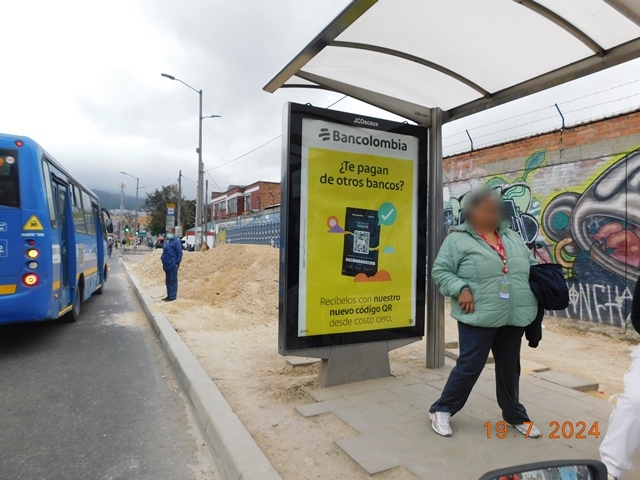 JCDecaux
Bancolombia
¿Te pagan
de otros bancos?
Recíbelos con nuestro
nuevo código QR
desde costo cero.
19 7 2024